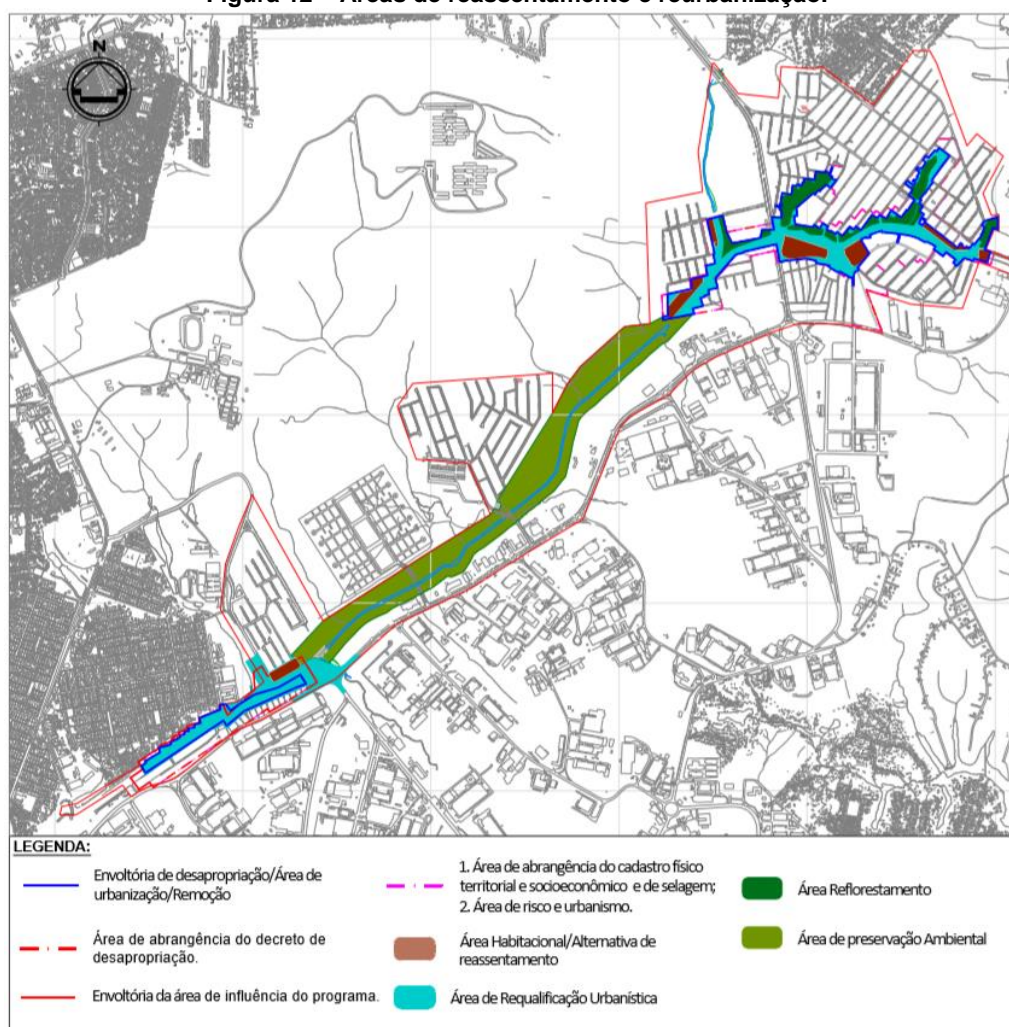 Figura 12 – Áreas de reassentamento e reurbanização.
N
LEGENDA:
Envoltória de desapropriação/Área de
urbanização/Remoção
Área de abrangência do decreto de
desapropriação.
Envoltória da área de influência do programa.
1. Área de abrangência do cadastro físico
territorial e socioeconômico e de selagem;
2. Área de risco e urbanismo.
Área Habitacional/Alternativa de
reassentamento
Área de Requalificação Urbanística
Área Reflorestamento
Área de preservação Ambiental